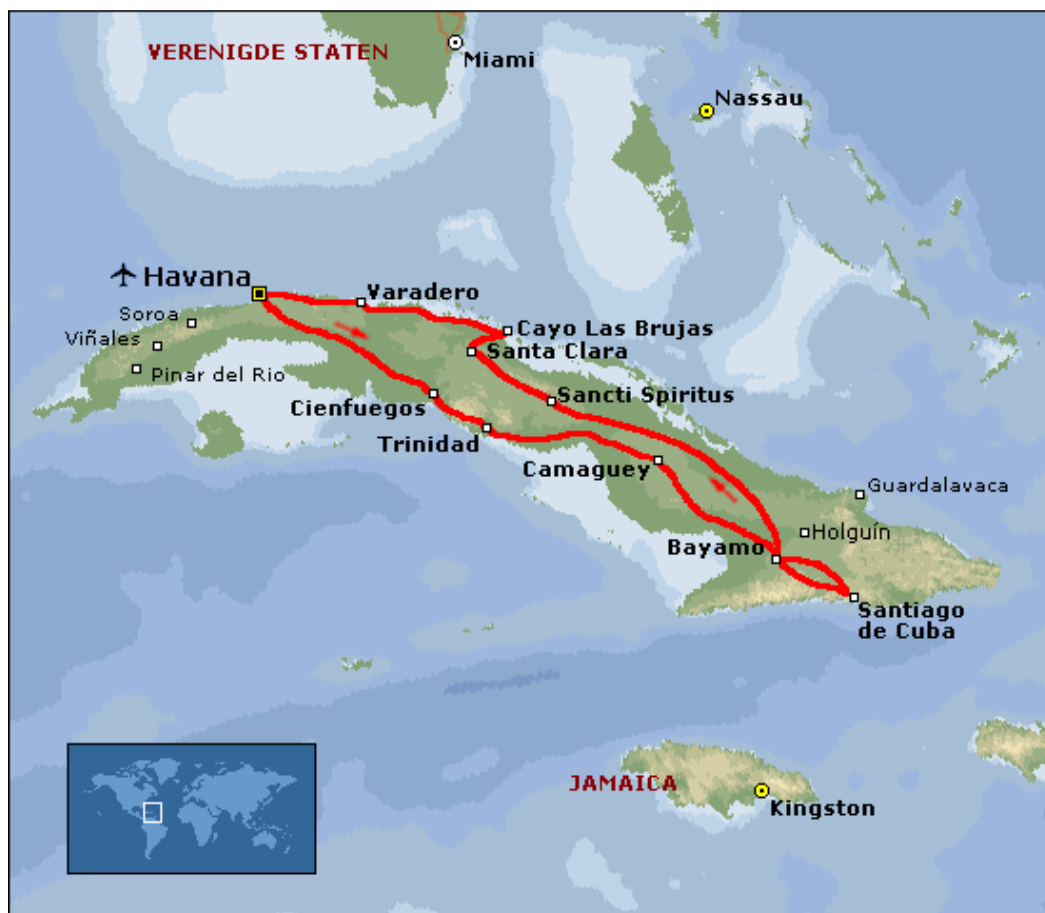 VERENIGDE STATEN
Miami
Nassau
Havana
Varadero
Soroa
Viñales
Pinar del Rio
Cayo Las Brujas
Santa Clara
Cienfuegos
Sancti Spiritus
Trinidad
Camaguey
Guardalavaca
Holguín
Bayamo
Santiago
de Cuba
JAMAICA
Kingston